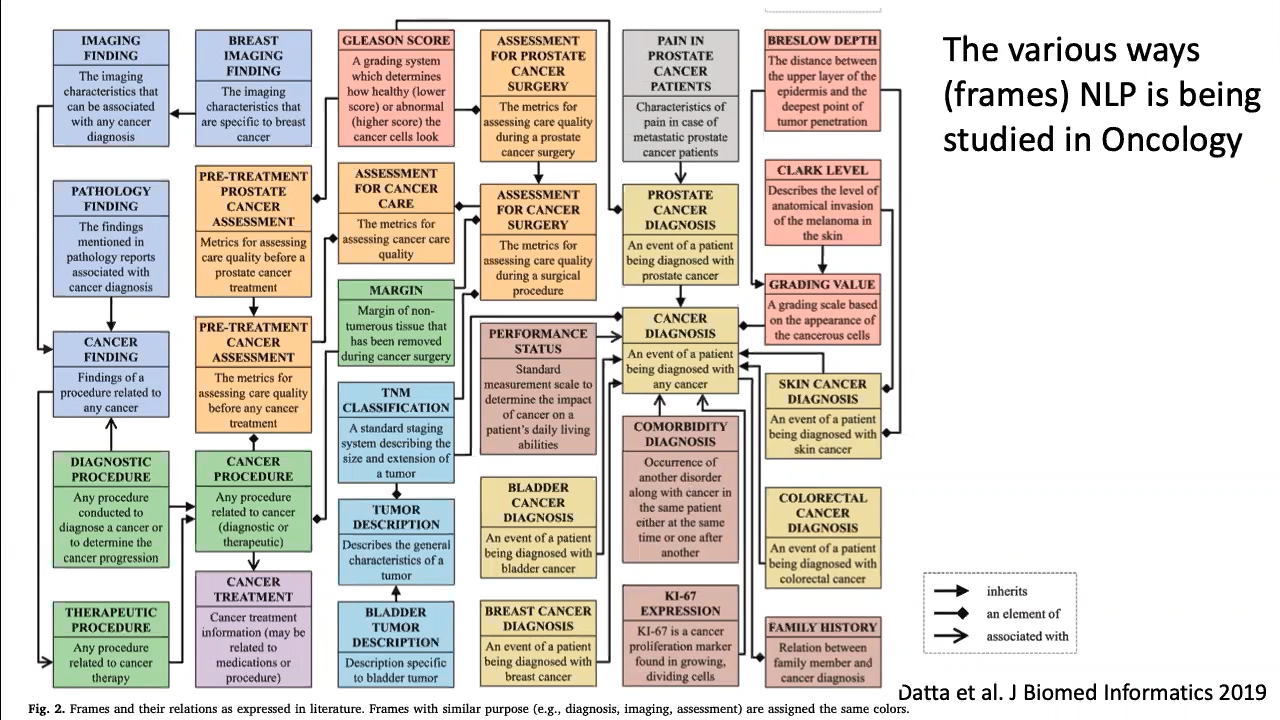 IMAGING
FINDING
The imaging
characteristics that
can be associated
with any cancer
diagnosis
BREAST
IMAGING
FINDING
The imaging
characteristics that
are specific to breast
cancer
GLEASON SCORE
A grading system
which determines
how healthy (lower
score) or abnormal
(higher score) the
cancer cells look
ASSESSMENT
FOR PROSTATE
CANCER
SURGERY
The metrics for
assessing care quality
during a prostate
cancer surgery
PAIN IN
PROSTATE
CANCER
PATIENTS
Characteristics of
pain in case of
metastatic prostate
cancer patients
BRESLOW DEPTH
The distance between
the upper layer of the
epidermis and the
deepest point of
tumor penetration
The various ways
(frames) NLP is being
studied in Oncology
PATHOLOGY
FINDING
The findings
mentioned in
pathology reports
associated with
cancer diagnosis
PRE-TREATMENT
PROSTATE
CANCER
ASSESSMENT
Metrics for assessing
care quality before a
prostate cancer
treatment
ASSESSMENT
FOR CANCER
CARE
The metrics for
assessing cancer care
quality
ASSESSMENT
FOR CANCER
SURGERY
The metrics for
assessing care quality
during a surgical
procedure
PROSTATE
CANCER
DIAGNOSIS
An event of a patient
being diagnosed with
prostate cancer
CLARK LEVEL
Describes the level of
anatomical invasion
of the melanoma in
the skin
GRADING VALUE
A grading scale based
on the appearance of
the cancerous cells
CANCER
FINDING
Findings of a
procedure related to
any cancer
PRE-TREATMENT
CANCER
ASSESSMENT
The metrics for
assessing care quality
before any cancer
treatment
MARGIN
Margin of non-
tumerous tissue that
has been removed
during cancer surgery
PERFORMANCE
STATUS
Standard
measurement scale to
determine the impact
of cancer on a
patient's daily living
abilities
CANCER
DIAGNOSIS
An event of a patient
being diagnosed with
any cancer
SKIN CANCER
DIAGNOSIS
An event of a patient
being diagnosed with
skin cancer
TNM
CLASSIFICATION
A standard staging
system describing the
size and extension of
a tumor
COMORBIDITY
DIAGNOSIS
Occurrence of
another disorder
along with cancer in
the same patient
either at the same
time or one after
another
DIAGNOSTIC
PROCEDURE
Any procedure
conducted to
diagnose a cancer or
to determine the
cancer progression
CANCER
PROCEDURE
Any procedure
related to cancer
(diagnostic or
therapeutic)
TUMOR
DESCRIPTION
Describes the general
characteristics of a
tumor
BLADDER
CANCER
DIAGNOSIS
An event of a patient
being diagnosed with
bladder cancer
COLORECTAL
CANCER
DIAGNOSIS
An event of a patient
being diagnosed with
colorectal cancer
THERAPEUTIC
PROCEDURE
Any procedure
related to cancer
therapy
CANCER
TREATMENT
Cancer treatment
information (may be
related to
medications or
procedure)
BLADDER
TUMOR
DESCRIPTION
Description specific
to bladder tumor
BREAST CANCER
DIAGNOSIS
An event of a patient
being diagnosed with
breast cancer
KI-67
EXPRESSION
KI-67 is a cancer
proliferation marker
found in growing,
dividing cells
FAMILY HISTORY
Relation between
family member and
cancer diagnosis
inherits
an element of
associated with
Datta et al. J Biomed Informatics 2019
Fig. 2. Frames and their relations as expressed in literature. Frames with similar purpose (e.g., diagnosis, imaging, assessment) are assigned the same colors.